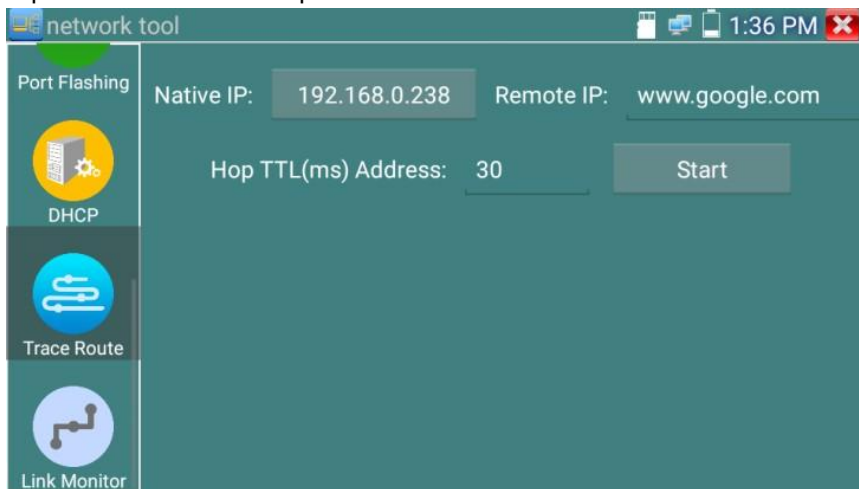 network tool
1:36 PM
Port Flashing
Native IP: 192.168.0.238 Remote IP: www.google.com
Hop TTL(ms) Address: 30 Start
DHCP
Trace Route
Link Monitor